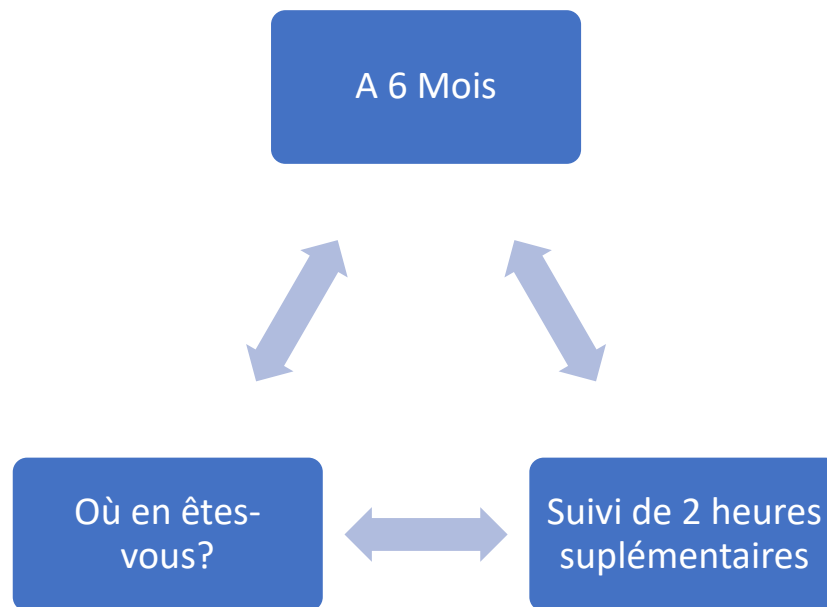 A 6 Mois
Où en êtes-
vous?
Suivi de 2 heures
suplémentaires